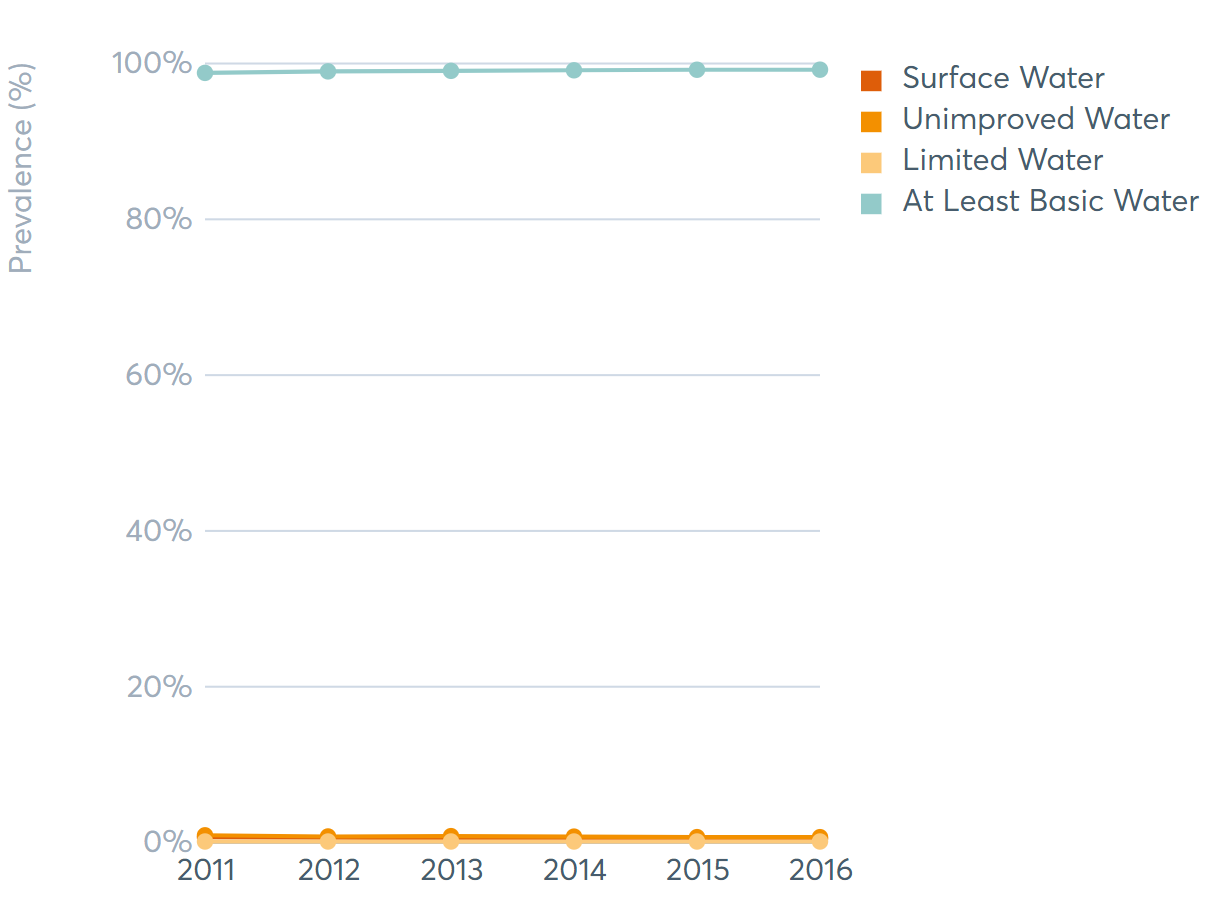 Prevalence (%)
100%
80%
60%
40%
20%
0%
2011 2012 2013 2014 2015 2016
Surface Water
Unimproved Water
Limited Water
At Least Basic Water